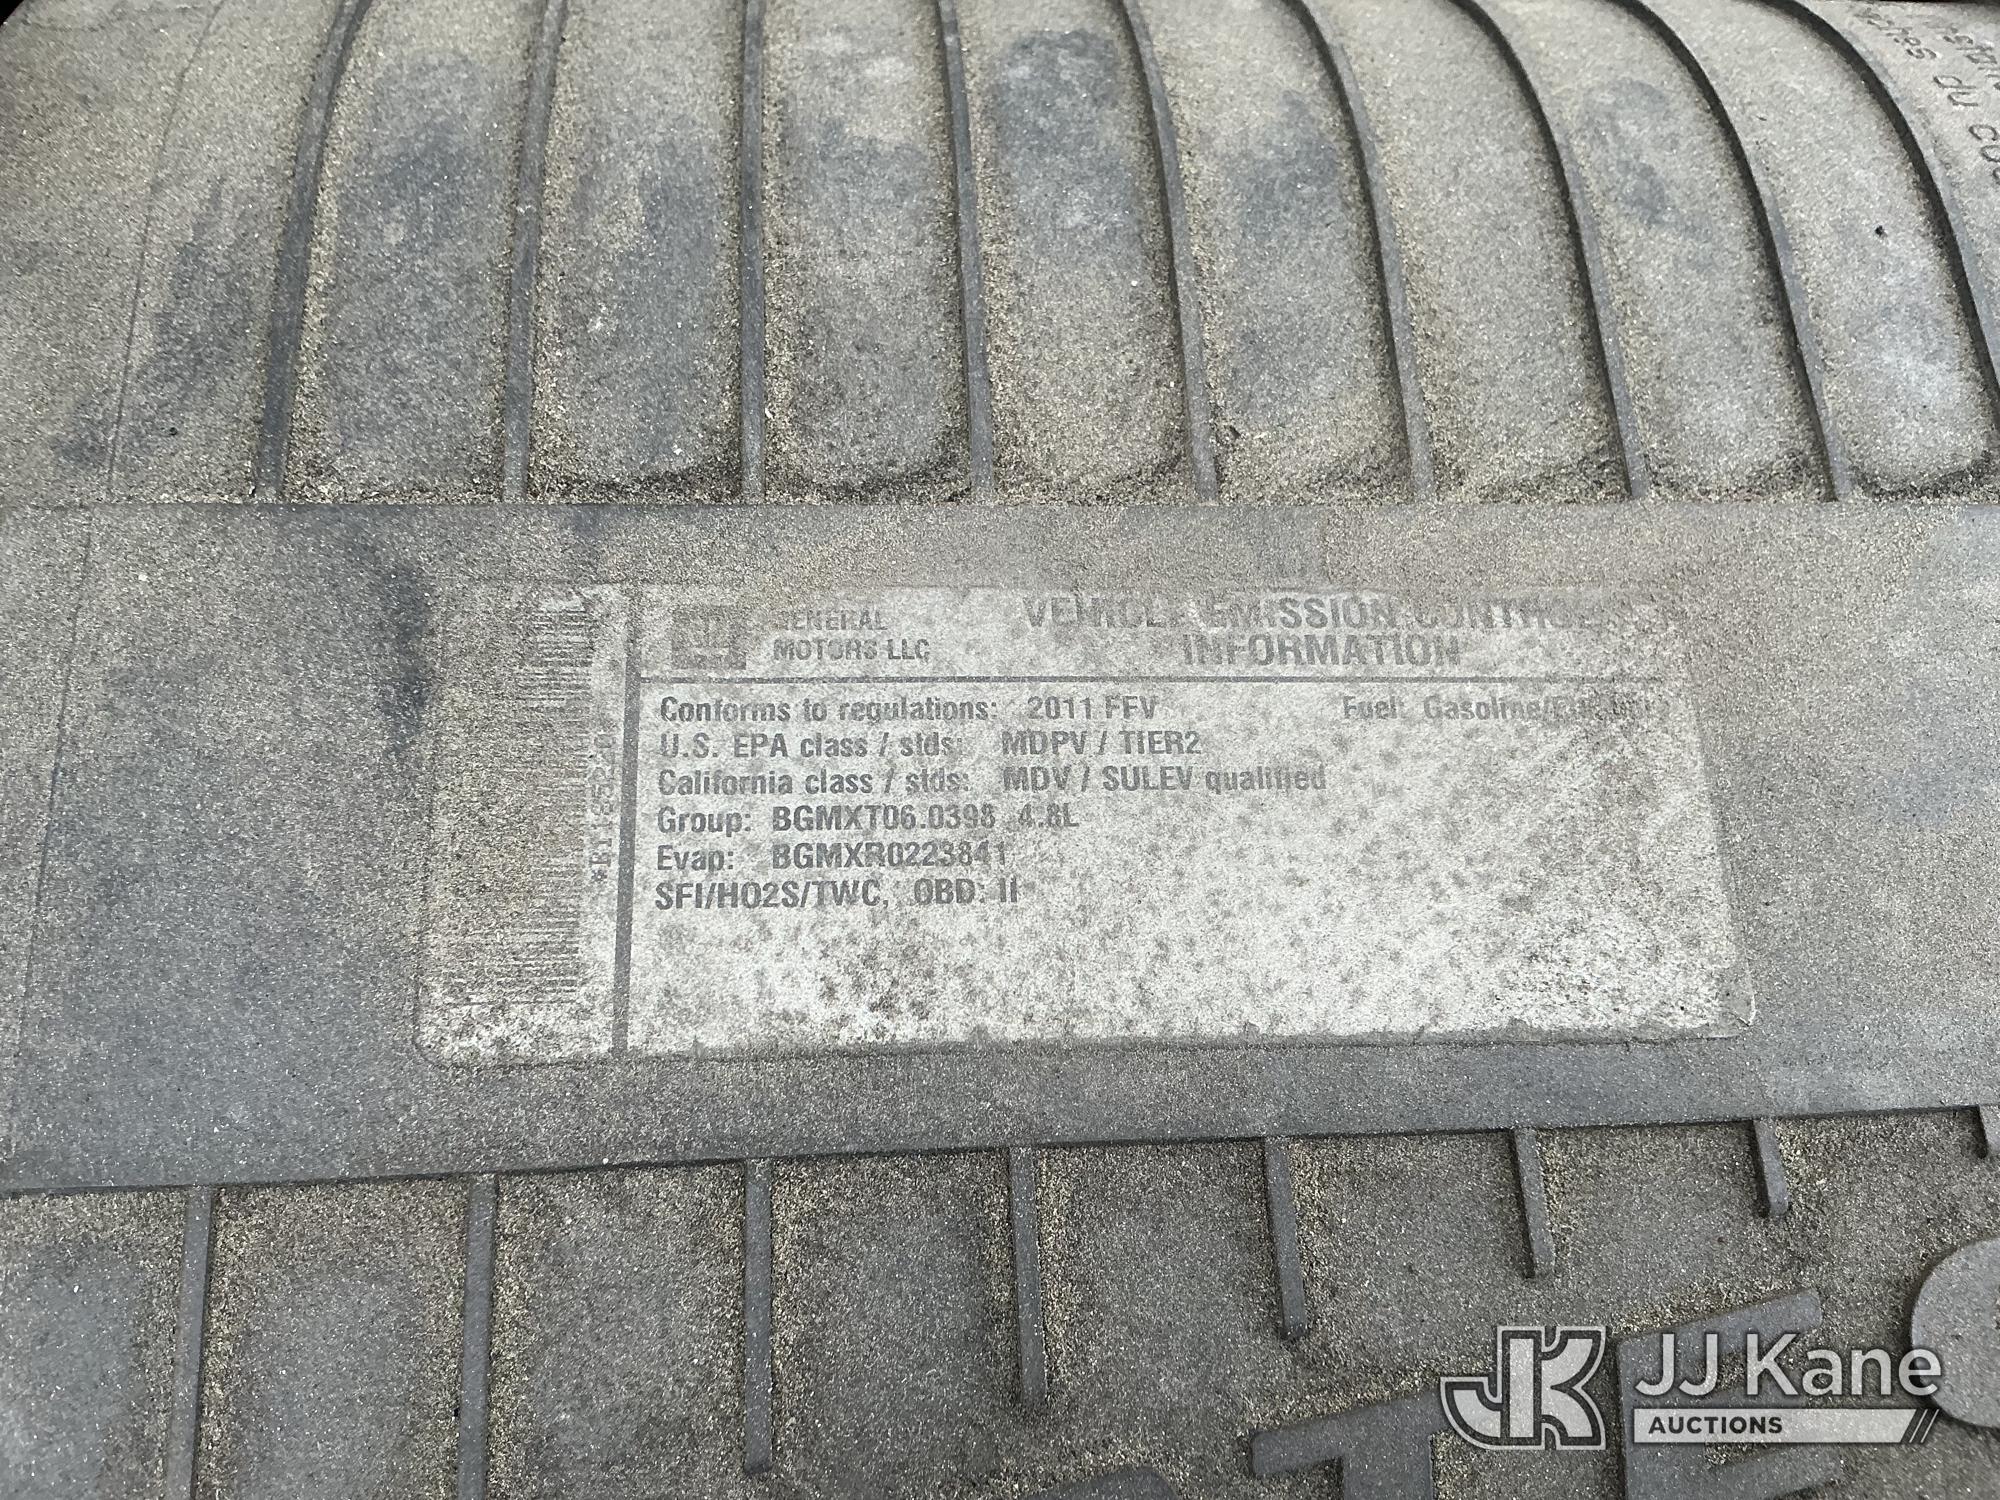 GENERAL
MOTORS LLC
VEHICLE EMISSION CONTROL
INFORMATION
Conforms to regulations: 2011 FFV Fuel: Gasoline/
U.S. EPA class / stds: MDPV / TIER2
California class / stds: MDV / SULEV qualified
Group: BGMXT06.0398 4.8L
Evap: BGMXR0223841
SFI/HO2S/TWC, OBD: II
JK
JJ Kane
AUCTIONS